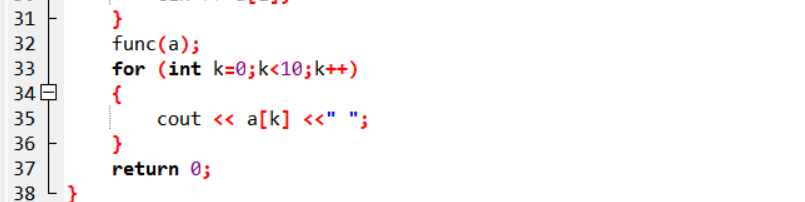 31 }
32 func(a);
33 for (int k=0;k<10;k++)
34 {
35 cout << a[k] <<" ";
36 }
37 return 0;
38 }